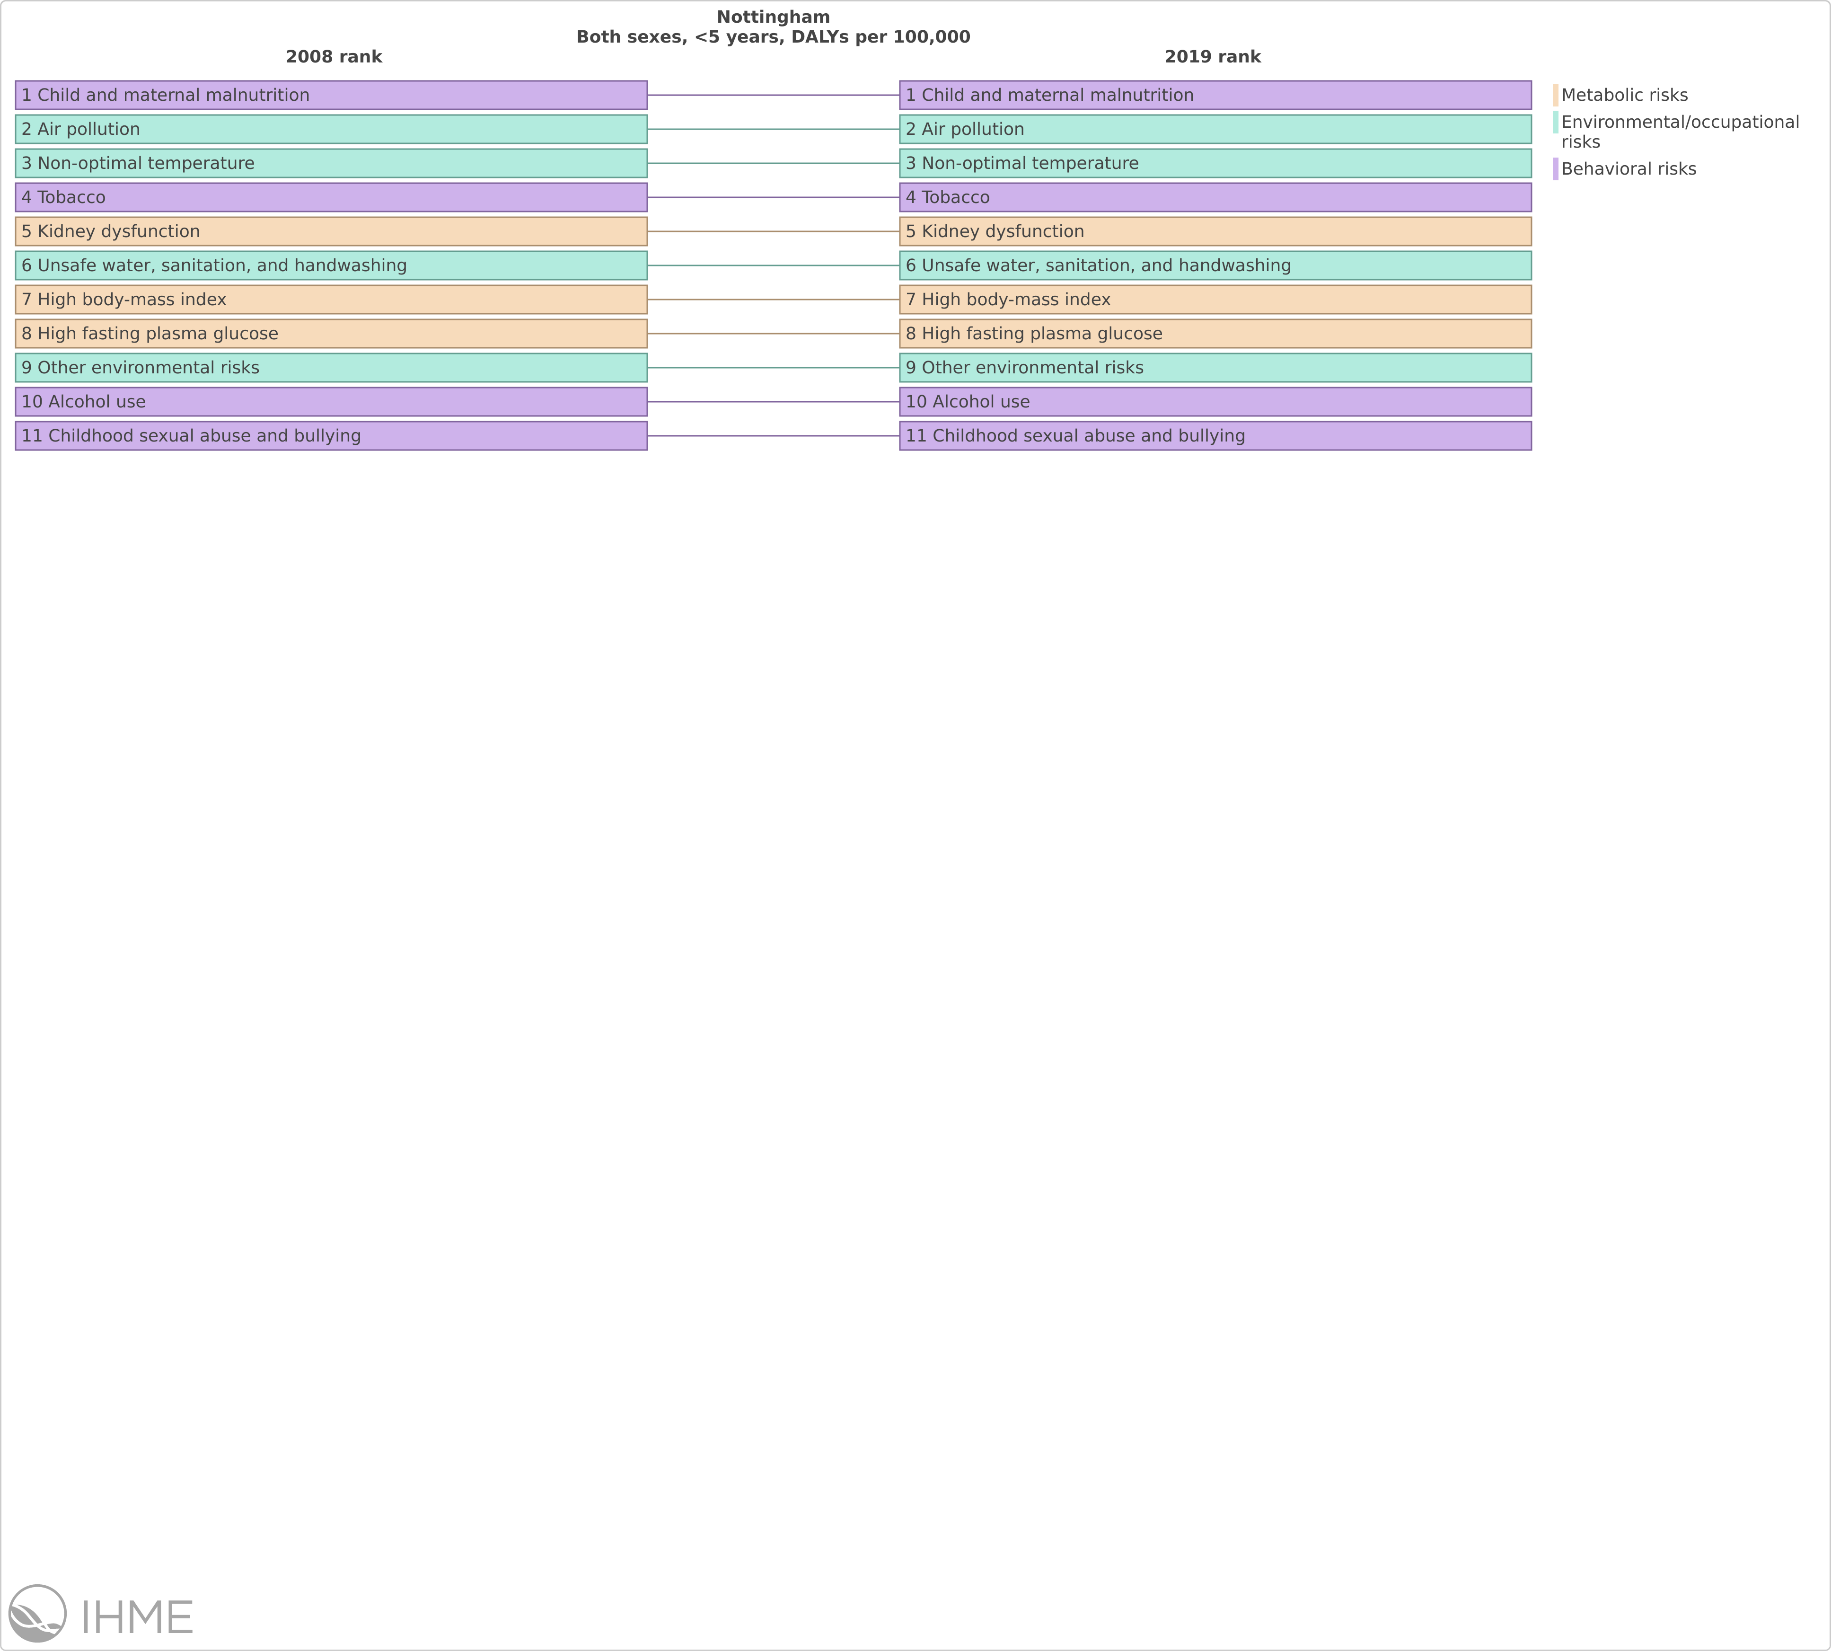 Nottingham
Both sexes, <5 years, DALYs per 100,000
2008 rank
2019 rank
1 Child and maternal malnutrition
2 Air pollution
3 Non-optimal temperature
4 Tobacco
5 Kidney dysfunction
6 Unsafe water, sanitation, and handwashing
7 High body-mass index
8 High fasting plasma glucose
9 Other environmental risks
10 Alcohol use
11 Childhood sexual abuse and bullying
1 Child and maternal malnutrition
2 Air pollution
3 Non-optimal temperature
4 Tobacco
5 Kidney dysfunction
6 Unsafe water, sanitation, and handwashing
7 High body-mass index
8 High fasting plasma glucose
9 Other environmental risks
10 Alcohol use
11 Childhood sexual abuse and bullying
Metabolic risks
Environmental/occupational
risks
Behavioral risks
IHME